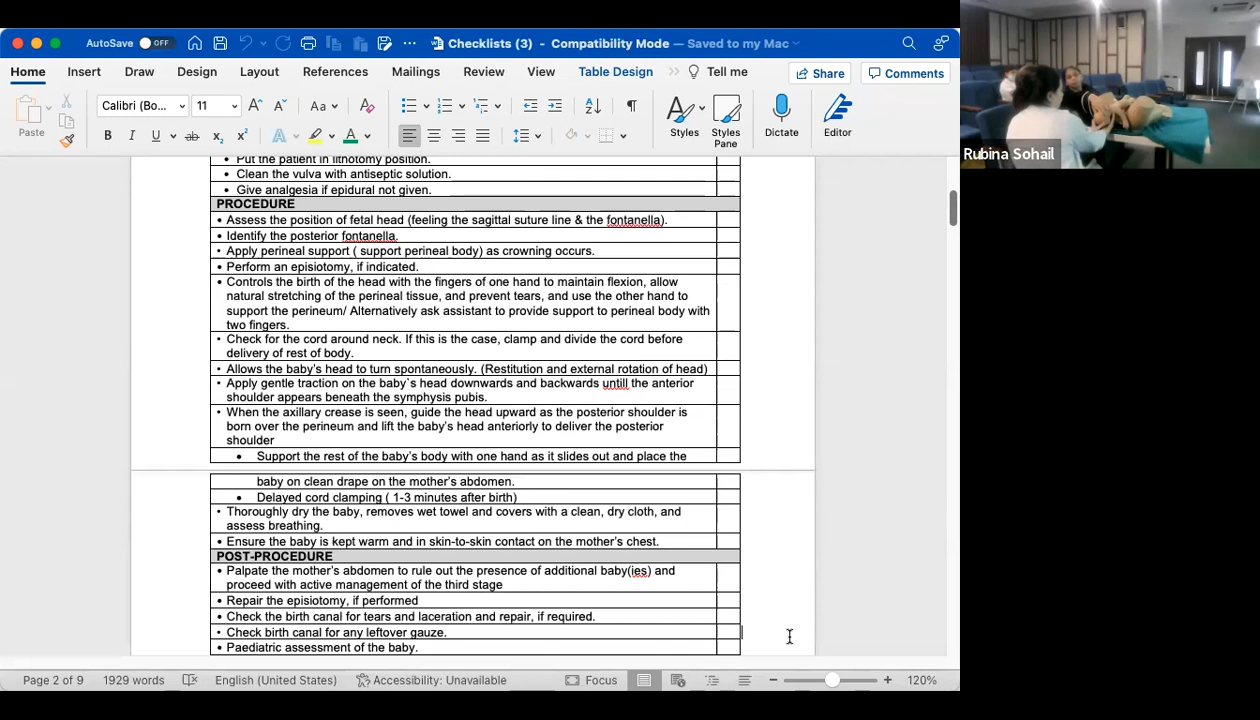 AutoSave OFF Checklists (3) - Compatibility Mode — Saved to my Mac
Home Insert Draw Design Layout References Mailings Review View Table Design Tell me Share Comments
Paste Calibri (Bo... 11 Styles Styles Pane Dictate Editor
• Put the patient in lithotomy position.
• Clean the vulva with antiseptic solution.
• Give analgesia if epidural not given.
PROCEDURE
• Assess the position of fetal head (feeling the sagittal suture line & the fontanella).
• Identify the posterior fontanella.
• Apply perineal support ( support perineal body) as crowning occurs.
• Perform an episiotomy, if indicated.
• Controls the birth of the head with the fingers of one hand to maintain flexion, allow
natural stretching of the perineal tissue, and prevent tears, and use the other hand to
support the perineum/ Alternatively ask assistant to provide support to perineal body with
two fingers.
• Check for the cord around neck. If this is the case, clamp and divide the cord before
delivery of rest of body.
• Allows the baby's head to turn spontaneously. (Restitution and external rotation of head)
• Apply gentle traction on the baby`s head downwards and backwards untill the anterior
shoulder appears beneath the symphysis pubis.
• When the axillary crease is seen, guide the head upward as the posterior shoulder is
born over the perineum and lift the baby's head anteriorly to deliver the posterior
shoulder
• Support the rest of the baby's body with one hand as it slides out and place the
baby on clean drape on the mother's abdomen.
• Delayed cord clamping ( 1-3 minutes after birth)
• Thoroughly dry the baby, removes wet towel and covers with a clean, dry cloth, and
assess breathing.
• Ensure the baby is kept warm and in skin-to-skin contact on the mother's chest.
POST-PROCEDURE
• Palpate the mother's abdomen to rule out the presence of additional baby(ies) and
proceed with active management of the third stage
• Repair the episiotomy, if performed
• Check the birth canal for tears and laceration and repair, if required.
• Check birth canal for any leftover gauze.
• Paediatric assessment of the baby.
Page 2 of 9 1929 words English (United States) Accessibility: Unavailable Focus 120%
Rubina Sohail